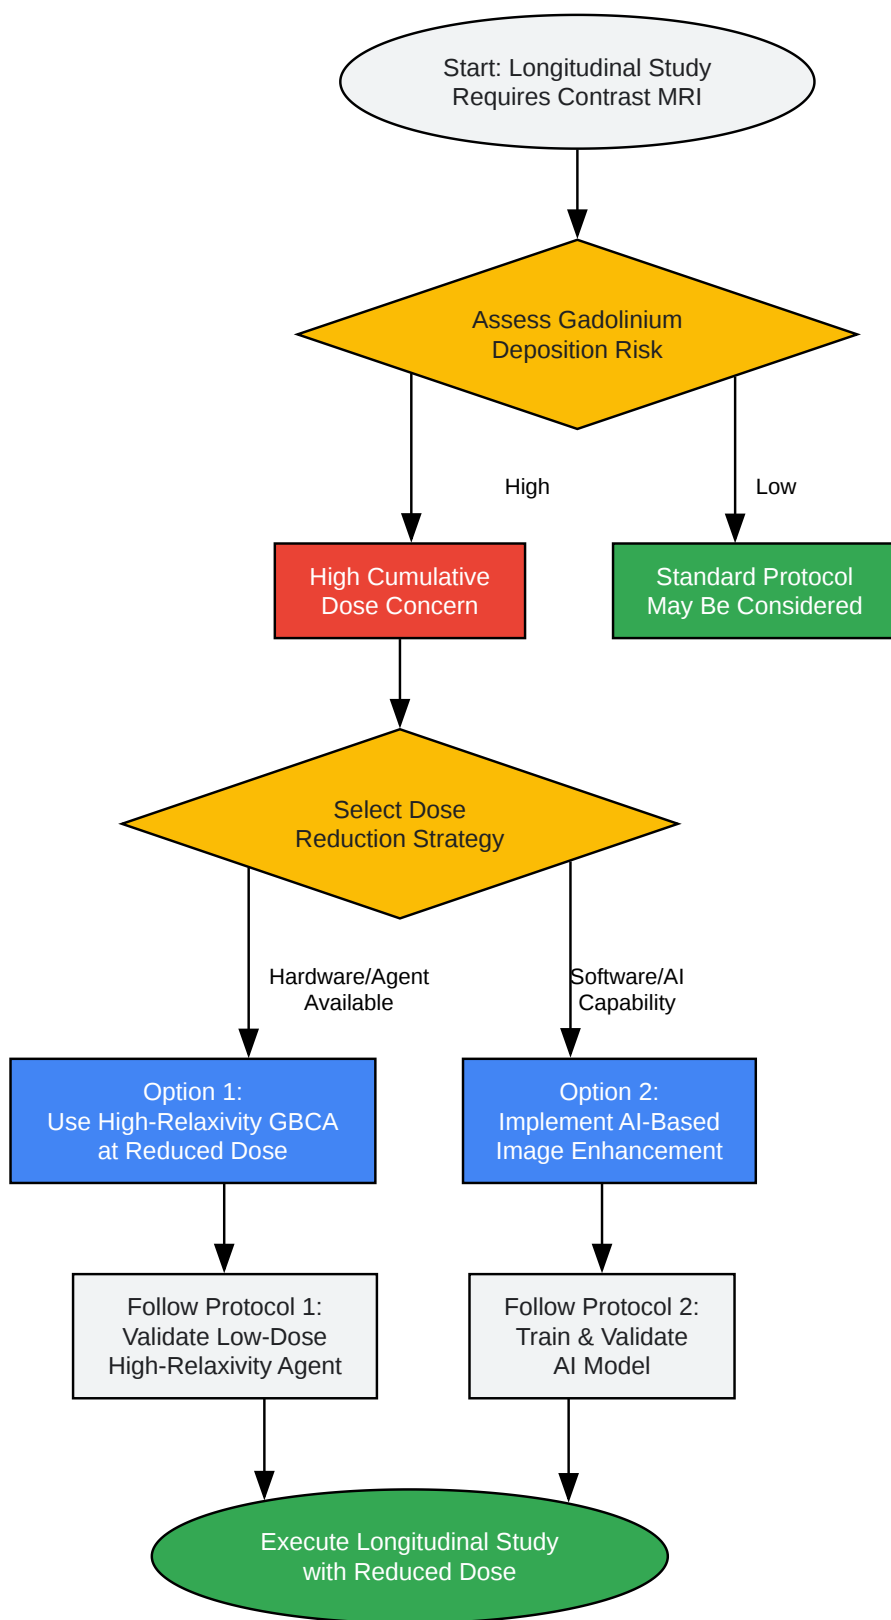 Start: Longitudinal Study
Requires Contrast MRI
Assess Gadolinium
Deposition Risk
High
Low
High Cumulative
Dose Concern
Standard Protocol
May Be Considered
Select Dose
Reduction Strategy
Hardware/Agent
Available
Software/AI
Capability
Option 1:
Use High-Relaxivity GBCA
at Reduced Dose
Option 2:
Implement AI-Based
Image Enhancement
Follow Protocol 1:
Validate Low-Dose
High-Relaxivity Agent
Follow Protocol 2:
Train & Validate
AI Model
Execute Longitudinal Study
with Reduced Dose